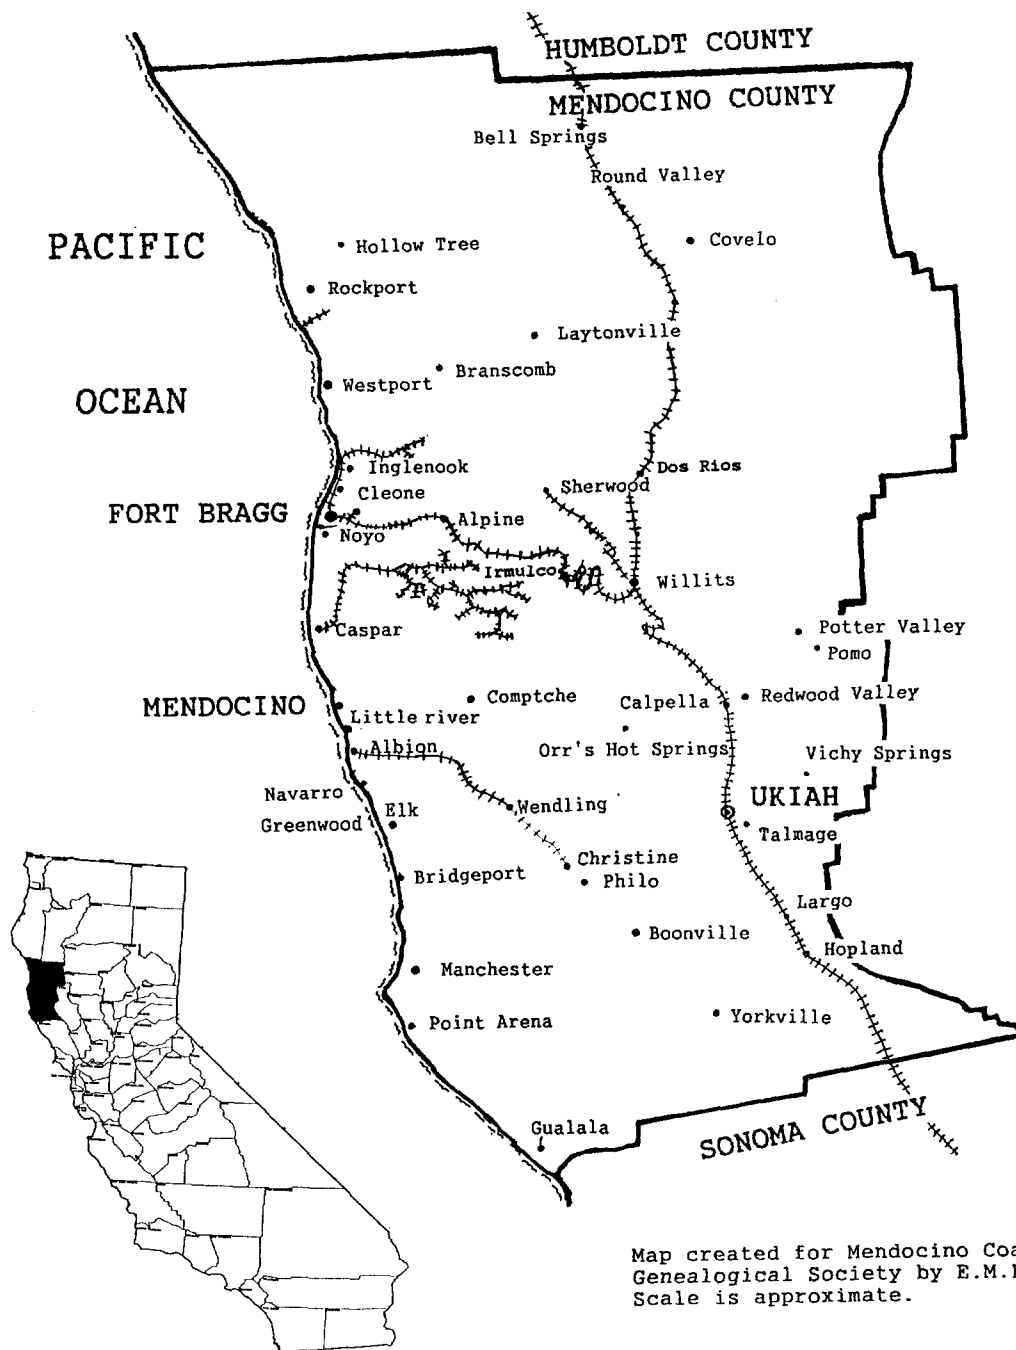 HUMBOLDT COUNTY
MENDOCINO COUNTY
Bell Springs
Round Valley
PACIFIC
Hollow Tree
Covelo
Rockport
Laytonville
Branscomb
Westport
OCEAN
Inglenook
Dos Rios
Cleone
Sherwood
FORT BRAGG
Alpine
Noyo
Irmulco
Willits
Caspar
Potter Valley
Pomo
MENDOCINO
Comptche
Calpella
Redwood Valley
Little river
Albion
Orr's Hot Springs
Vichy Springs
Navarro
UKIAH
Greenwood
Elk
Wendling
Talmage
Christine
Bridgeport
Philo
Largo
Boonville
Hopland
Manchester
Point Arena
Yorkville
Gualala
SONOMA COUNTY
Map created for Mendocino Coa
Genealogical Society by E.M.
Scale is approximate.